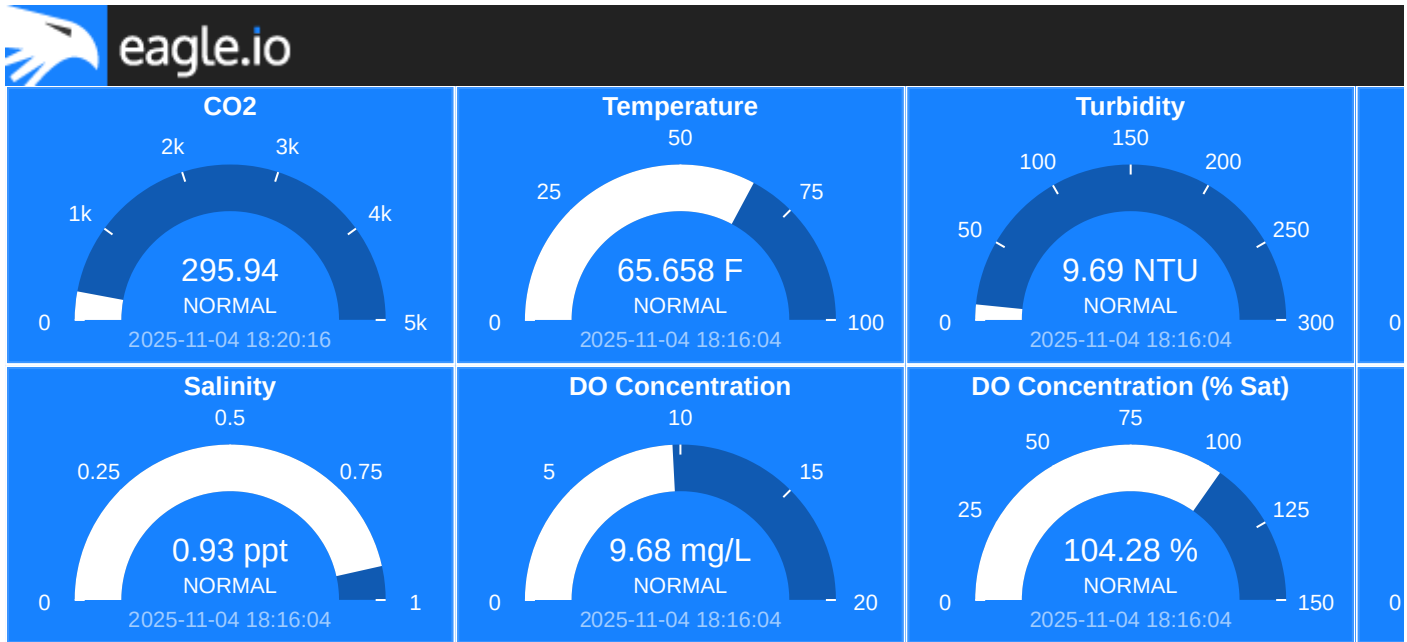 eagle.io
CO2
0
1k
2k
3k
4k
5k
295.94
NORMAL
2025-11-04 18:20:16
Temperature
0
25
50
75
100
65.658 F
NORMAL
2025-11-04 18:16:04
Turbidity
0
50
100
150
200
250
300
9.69 NTU
NORMAL
2025-11-04 18:16:04
0
Salinity
0
0.25
0.5
0.75
1
0.93 ppt
NORMAL
2025-11-04 18:16:04
DO Concentration
0
5
10
15
20
9.68 mg/L
NORMAL
2025-11-04 18:16:04
DO Concentration (% Sat)
0
25
50
75
100
125
150
104.28 %
NORMAL
2025-11-04 18:16:04
0